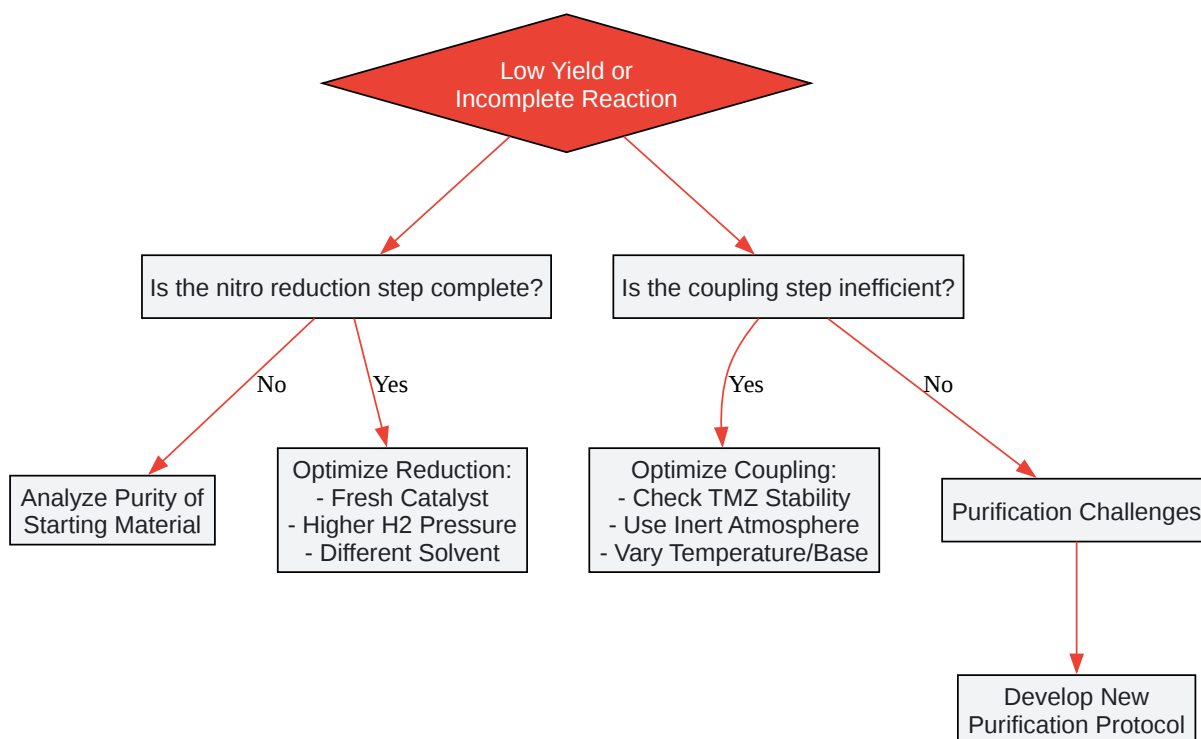 Low Yield or
Incomplete Reaction
Is the nitro reduction step complete?
Is the coupling step inefficient?
No
Yes
Yes
No
Analyze Purity of
Starting Material
Optimize Reduction:
- Fresh Catalyst
- Higher H2 Pressure
- Different Solvent
Optimize Coupling:
- Check TMZ Stability
- Use Inert Atmosphere
- Vary Temperature/Base
Purification Challenges
Develop New
Purification Protocol